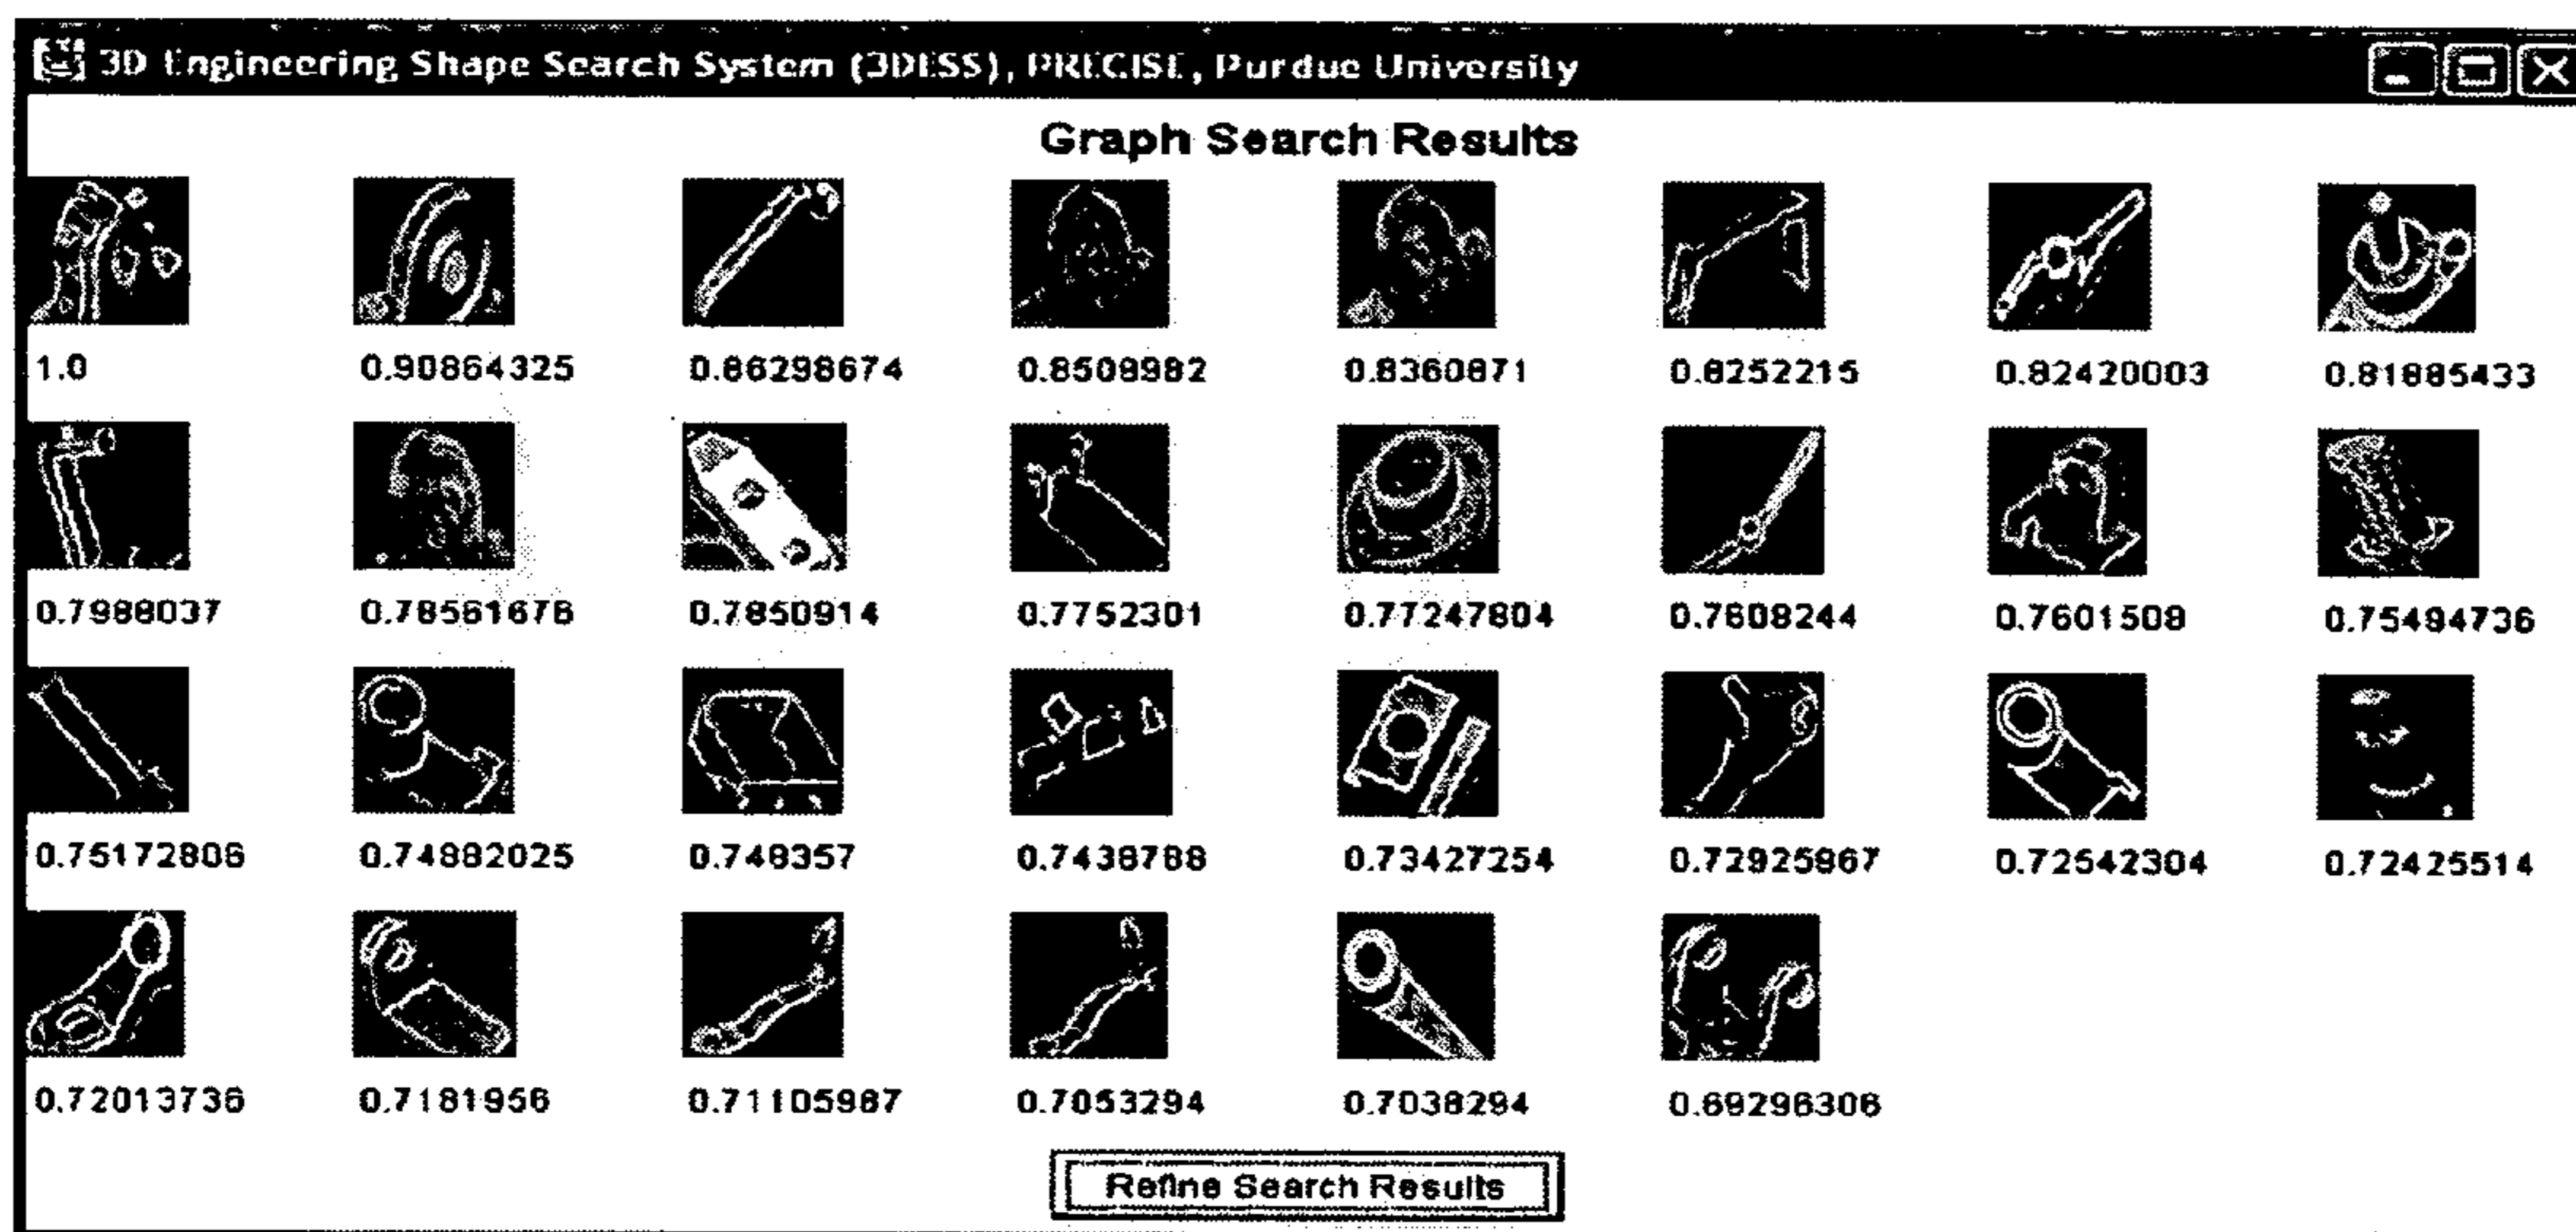 3D Engineering Shape Search System (3DESS), PRECISE, Purdue University
Graph Search Results
1.0 0.90864325 0.86298674 0.8509982 0.8360871 0.8252215 0.82420003 0.81885433
0.7988037 0.78561676 0.7850914 0.7752301 0.77247804 0.7608244 0.7601509 0.75494736
0.75172806 0.74882025 0.748357 0.7438788 0.73427254 0.72925967 0.72542304 0.72425514
0.72013736 0.7181956 0.71105987 0.7053294 0.7038294 0.69296306
Refine Search Results